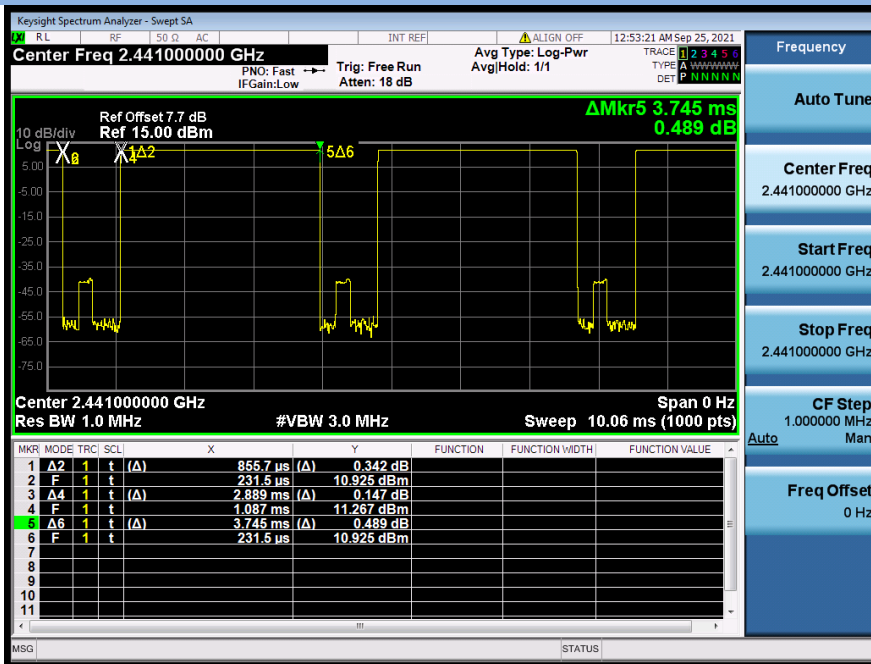 Keysight Spectrum Analyzer - Swept SA
LXI RL RF 50 Ω AC INT REF ALIGN OFF 12:53:21 AM Sep 25, 2021
Center Freq 2.441000000 GHz
PNO: Fast
IFGain:Low
Trig: Free Run
Atten: 18 dB
Avg Type: Log-Pwr
Avg|Hold: 1/1
TRACE 1 2 3 4 5 6
TYPE A WWWWW
DET P N N N N N
Ref Offset 7.7 dB
10 dB/div Ref 15.00 dBm
Log
ΔMkr5 3.745 ms
0.489 dB
1Δ2
4
5Δ6
6
5.00
-5.00
-15.0
-25.0
-35.0
-45.0
-55.0
-65.0
-75.0
Center 2.441000000 GHz Span 0 Hz
Res BW 1.0 MHz #VBW 3.0 MHz Sweep 10.06 ms (1000 pts)
MKR MODE TRC SCL X Y FUNCTION FUNCTION WIDTH FUNCTION VALUE
1 Δ2 1 t (Δ) 855.7 µs (Δ) 0.342 dB
2 F 1 t 231.5 µs 10.925 dBm
3 Δ4 1 t (Δ) 2.889 ms (Δ) 0.147 dB
4 F 1 t 1.087 ms 11.267 dBm
5 Δ6 1 t (Δ) 3.745 ms (Δ) 0.489 dB
6 F 1 t 231.5 µs 10.925 dBm
7
8
9
10
11
MSG STATUS
Frequency
Auto Tune
Center Freq
2.441000000 GHz
Start Freq
2.441000000 GHz
Stop Freq
2.441000000 GHz
CF Step
1.000000 MHz
Auto Man
Freq Offset
0 Hz